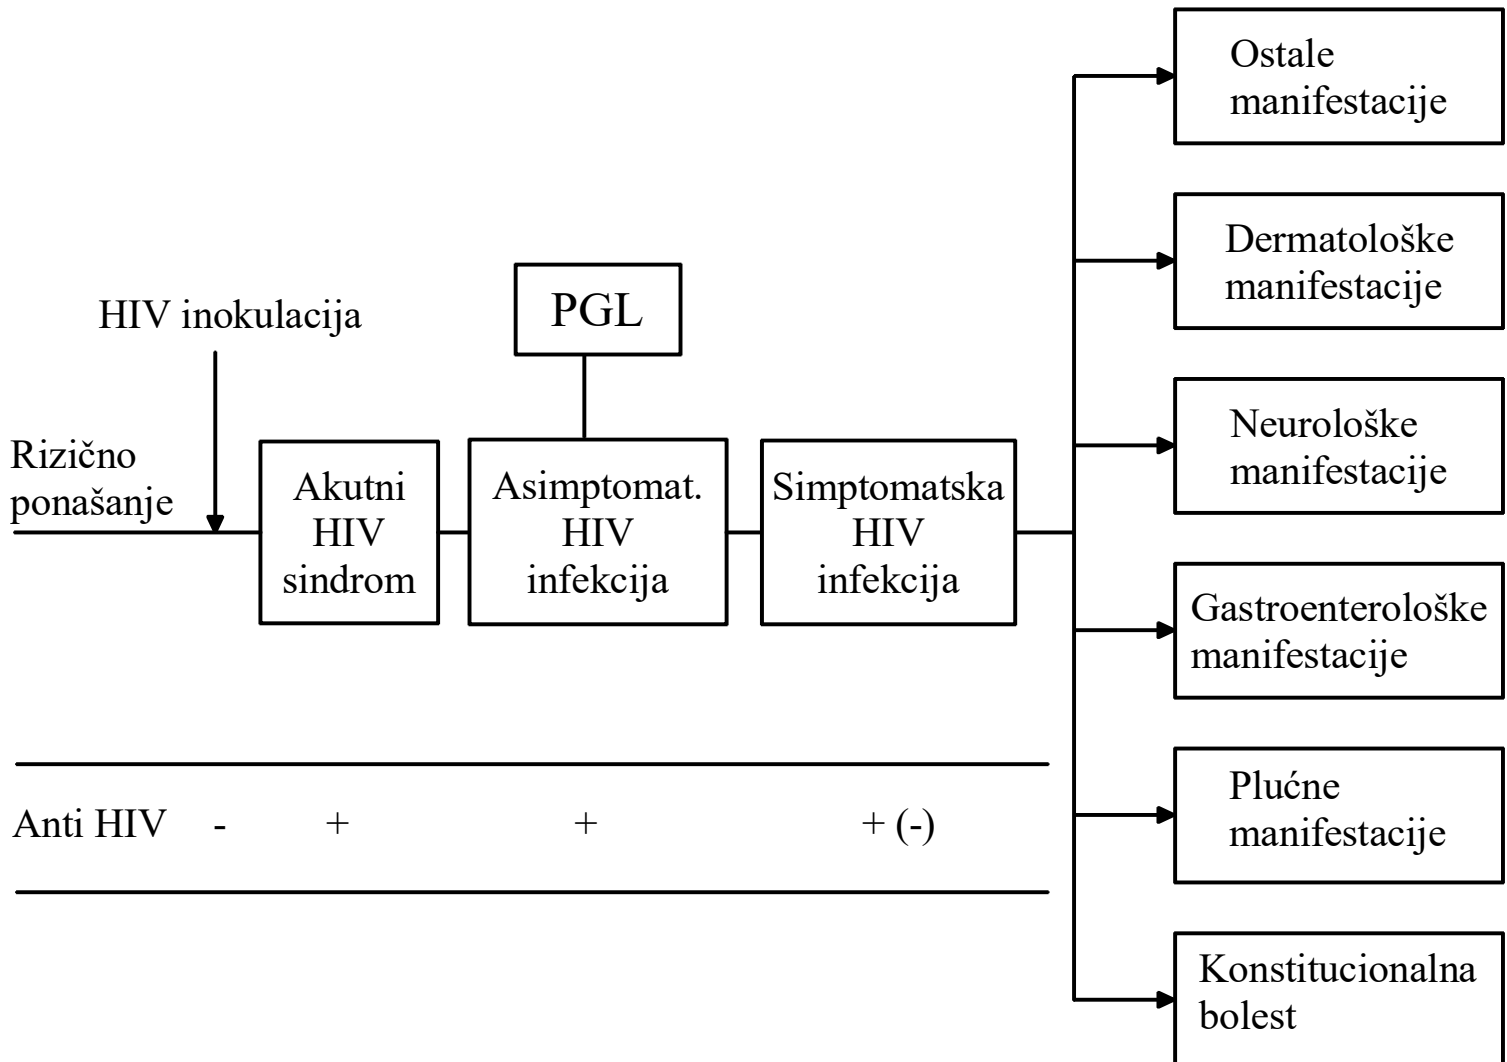 HIV inokulacija
Rizično
ponašanje
Akutni
HIV
sindrom
PGL
Asimptomat.
HIV
infekcija
Simptomatska
HIV
infekcija
Ostale
manifestacije
Dermatološke
manifestacije
Neurološke
manifestacije
Gastroenterološke
manifestacije
Plućne
manifestacije
Konstitucionalna
bolest
Anti HIV - + + + (-)